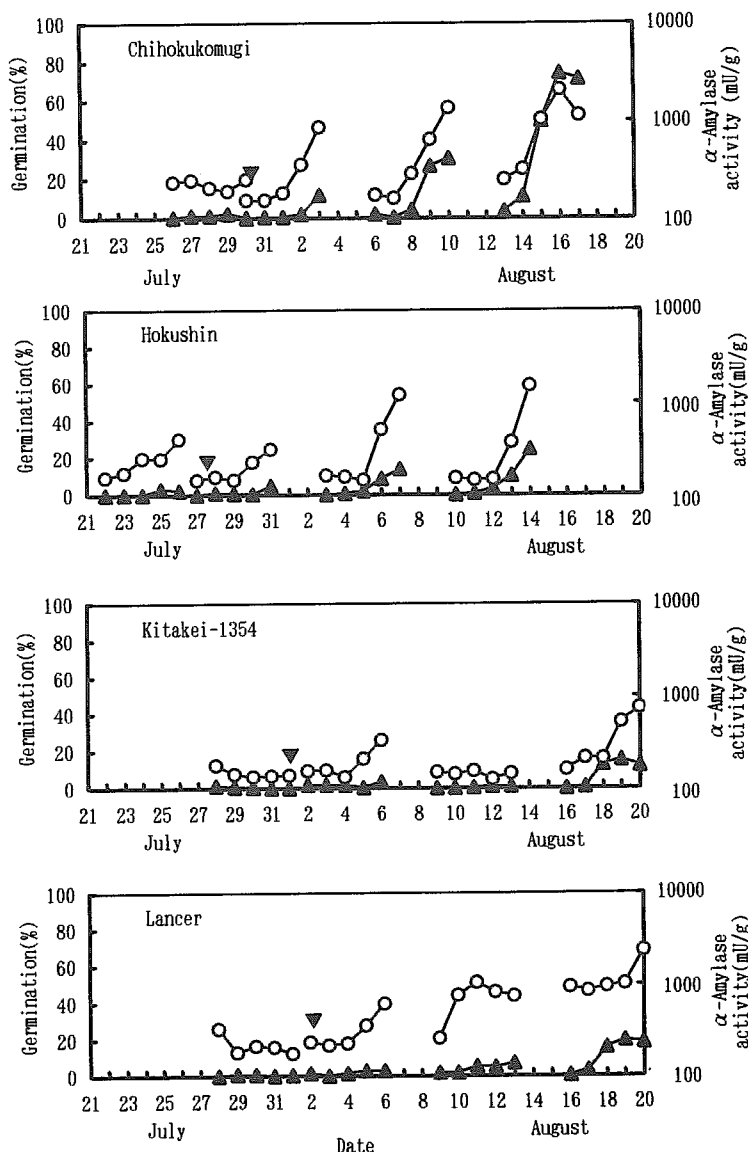 100
80
60
40
20
0
Germination(%)
Chihokukomugi
10000
1000
100
α-Amylase
activity (mU/g)
21 23 25 27 29 31 2 4 6 8 10 12 14 16 18 20
July August
100
80
60
40
20
0
Germination(%)
Hokushin
10000
1000
100
α-Amylase
activity(mU/g)
21 23 25 27 29 31 2 4 6 8 10 12 14 16 18 20
July August
100
80
60
40
20
0
Germination(%)
Kitakei-1354
10000
1000
100
α-Amylase
activity(mU/g)
21 23 25 27 29 31 2 4 6 8 10 12 14 16 18 20
July August
100
80
60
40
20
0
Germination(%)
Lancer
10000
1000
100
α-Amylase
activity(mU/g)
21 23 25 27 29 31 2 4 6 8 10 12 14 16 18 20
July August
Date